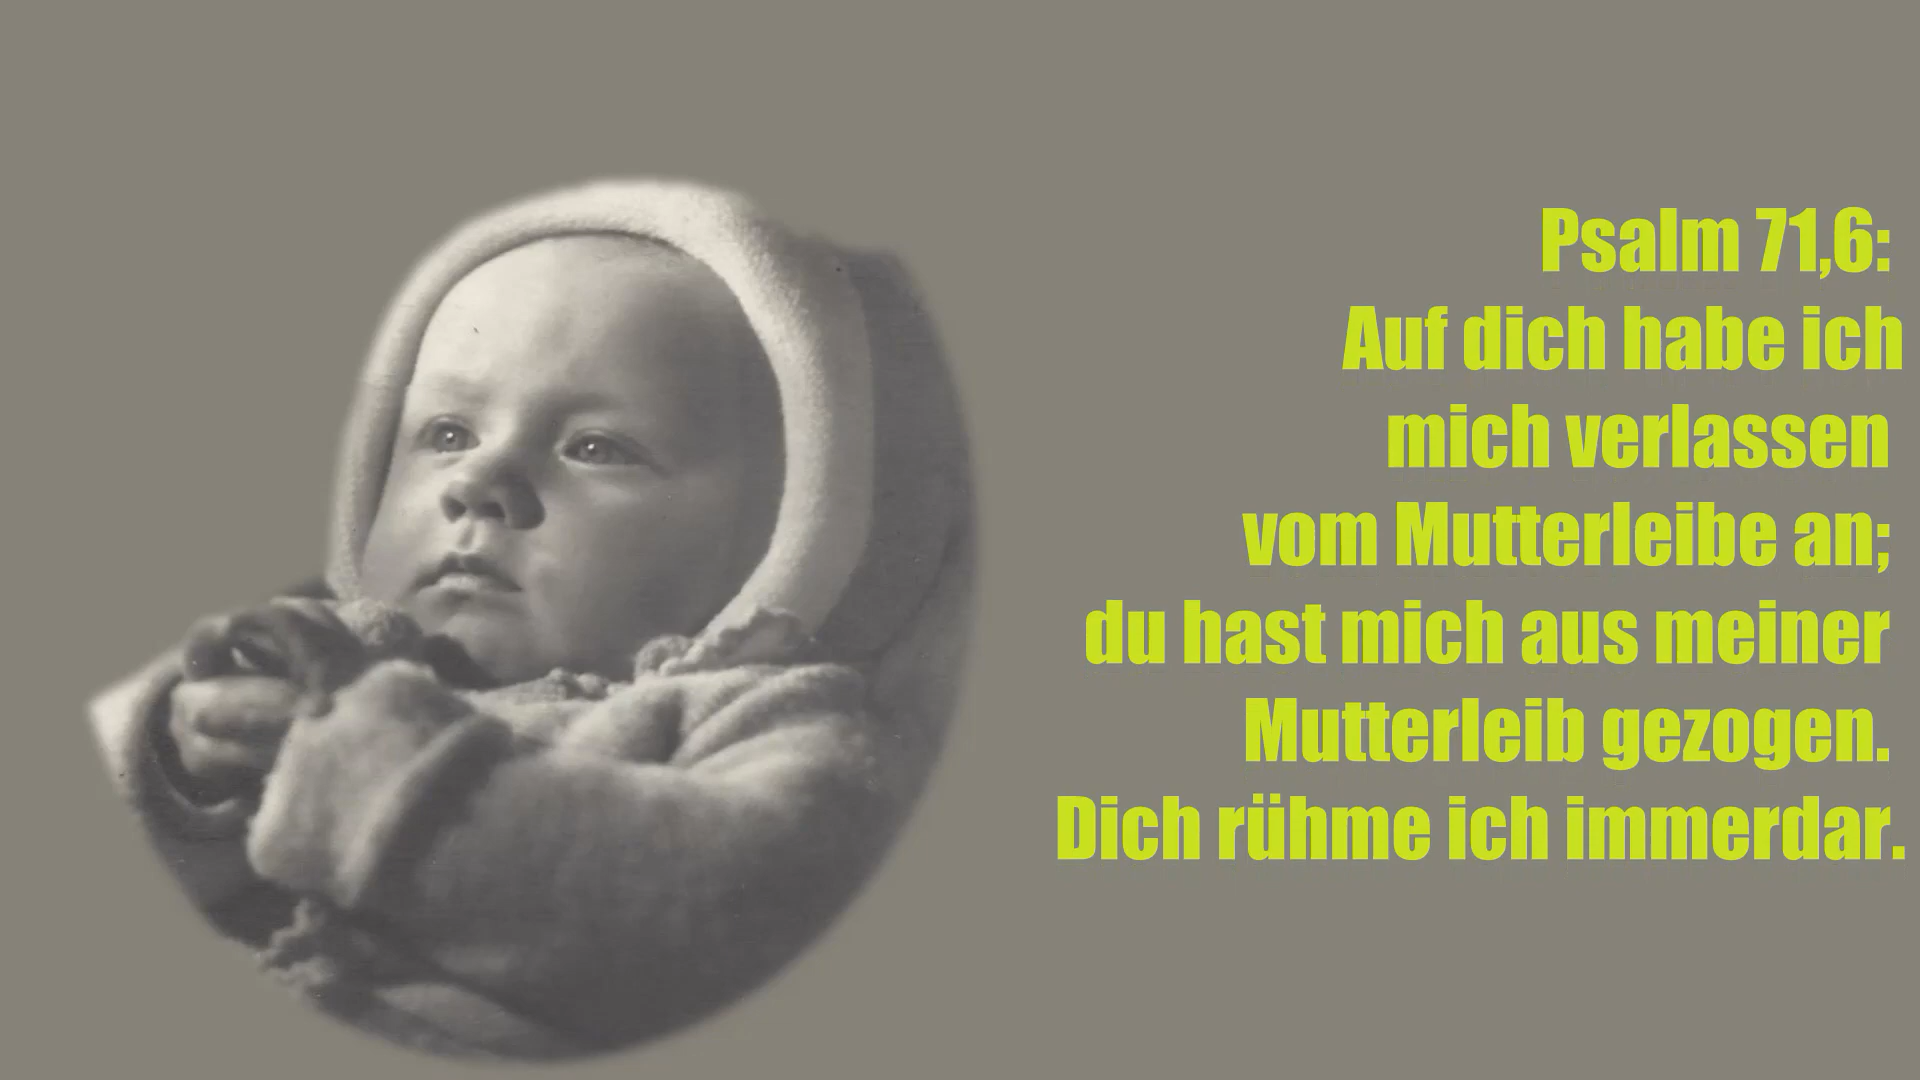 Psalm 71,6:
Auf dich habe ich
mich verlassen
vom Mutterleibe an;
du hast mich aus meiner
Mutterleib gezogen.
Dich rühme ich immerdar.